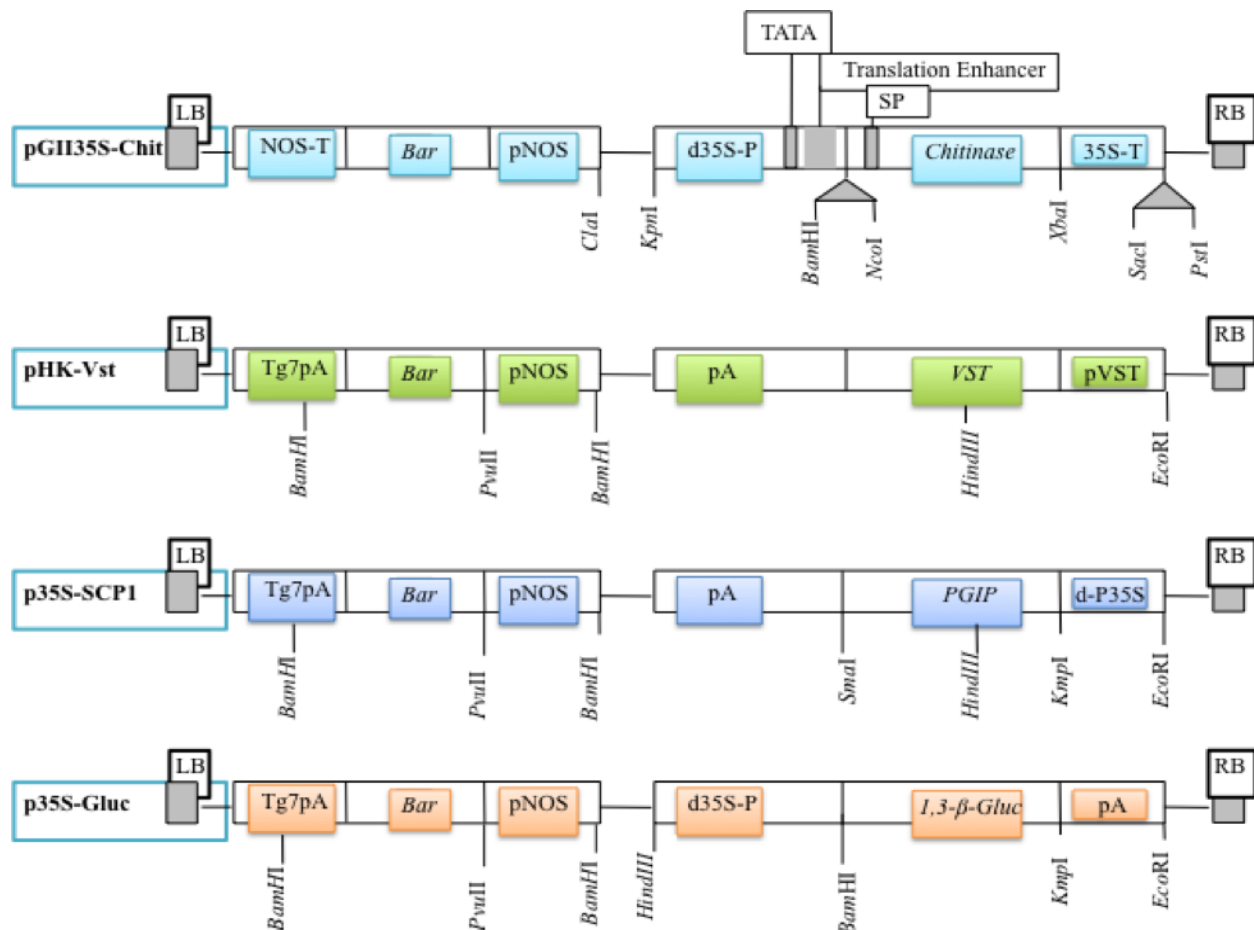 TATA
Translation Enhancer
SP
LB
RB
pGII35S-Chit
NOS-T
Bar
pNOS
d35S-P
Chitinase
35S-T
ClaI
KpnI
BamHI
NcoI
XbaI
SacI
PstI
LB
RB
pHK-Vst
Tg7pA
Bar
pNOS
pA
VST
pVST
BamHI
PvuII
BamHI
HindIII
EcoRI
LB
RB
p35S-SCP1
Tg7pA
Bar
pNOS
pA
PGIP
d-P35S
BamHI
PvuII
BamHI
SmaI
HindIII
KmpI
EcoRI
LB
RB
p35S-Gluc
Tg7pA
Bar
pNOS
d35S-P
1,3-β-Gluc
pA
BamHI
PvuII
BamHI
HindIII
BamHI
KmpI
EcoRI